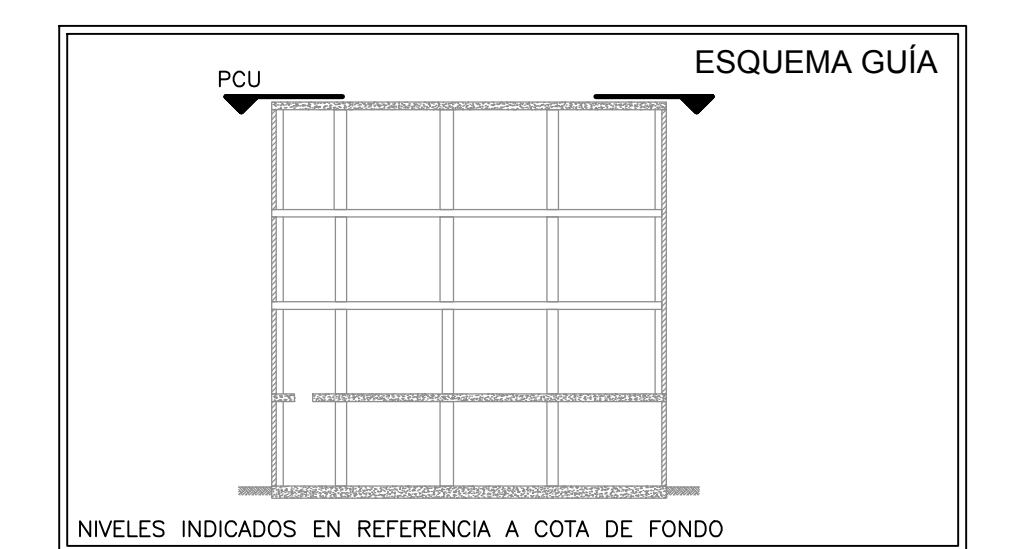 ESQUEMA GUÍA
PCU
NIVELES INDICADOS EN REFERENCIA A COTA DE FONDO